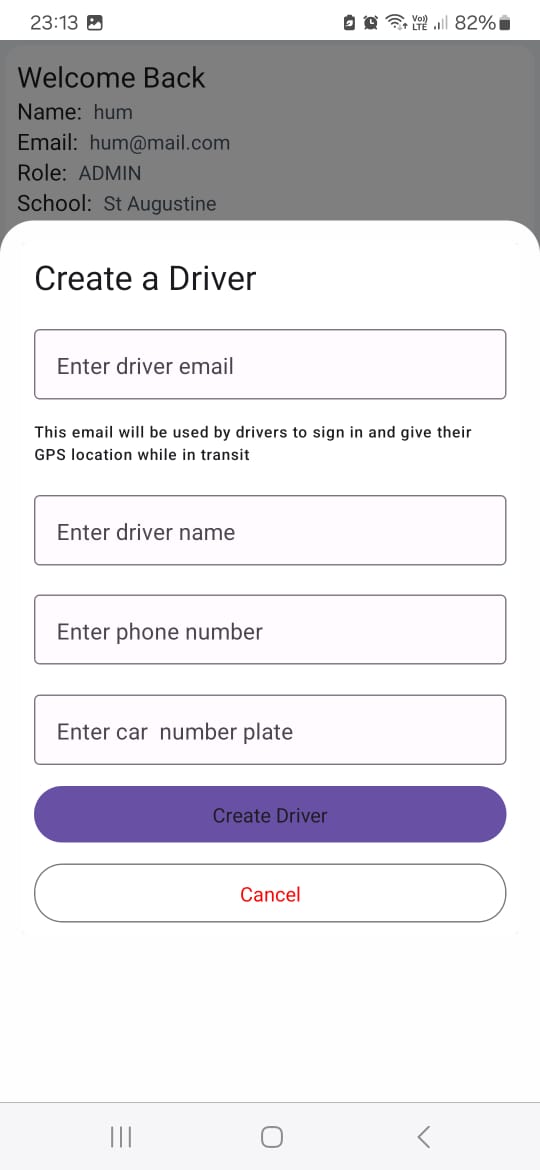 23:13 Vo)) LTE 82%
Welcome Back
Name: hum
Email: hum@mail.com
Role: ADMIN
School: St Augustine
Create a Driver
Enter driver email
This email will be used by drivers to sign in and give their
GPS location while in transit
Enter driver name
Enter phone number
Enter car  number plate
Create Driver
Cancel